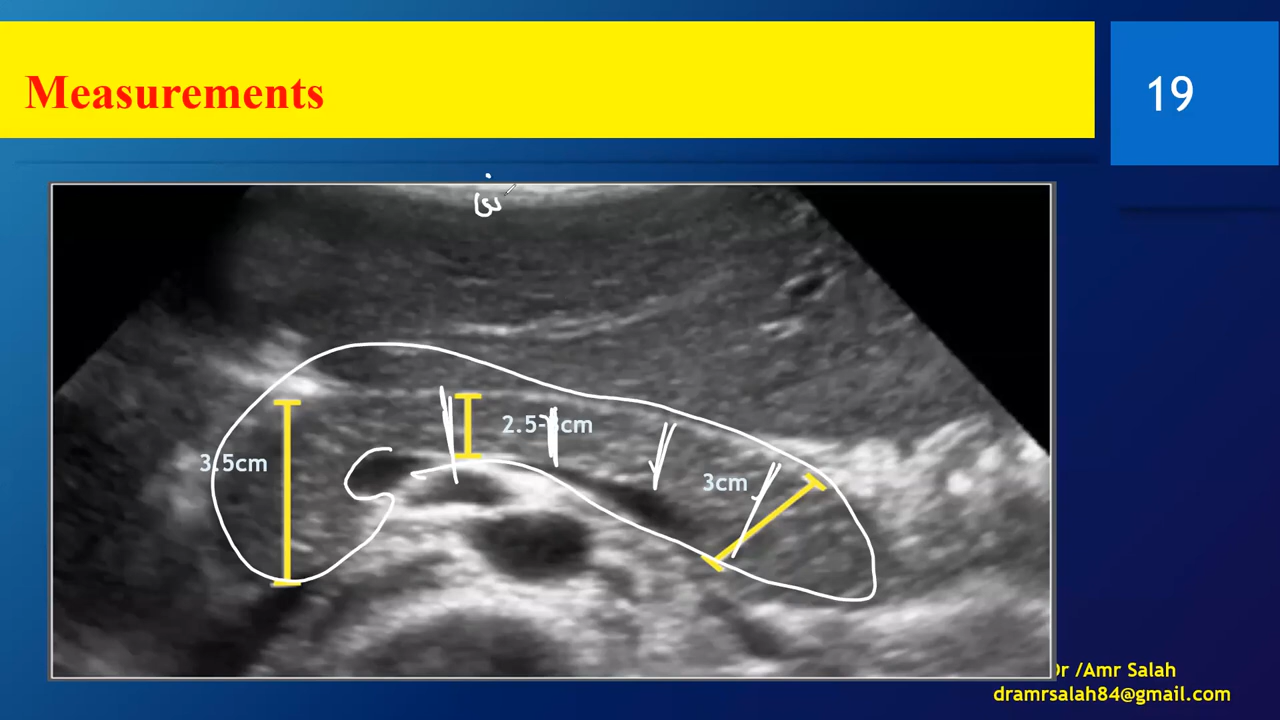 Measurements
19
3.5cm
2.5-3cm
3cm
Dr /Amr Salah
dramrsalah84@gmail.com